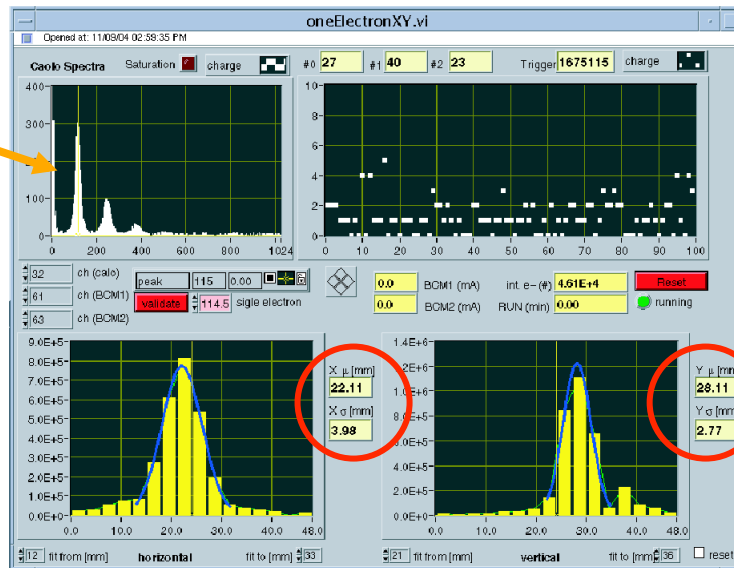 oneElectronXY.vi
Opened at: 11/09/04 02:59:35 PM
Caolo Spectra Saturation charge #0 27 #1 40 #2 23 Trigger 1675115 charge
400-
300-
100-
0-
0 200 400 600 800 1024
10-
8-
6-
4-
2-
0-
0 10 20 30 40 50 60 70 80 90 100
32 ch (calo)
61 ch (BCM1)
63 ch (BCM2)
peak 115 0.00
validate 114.5 sigle electron
0.0 BCM1 (mA) int. e- (#) 4.61E+4 Reset
0.0 BCM2 (mA) RUN (min) 0.00 running
9.0E+5-
8.0E+5-
7.0E+5-
6.0E+5-
5.0E+5-
4.0E+5-
3.0E+5-
2.0E+5-
1.0E+5-
0.0E+0-
0.0 10.0 20.0 30.0 40.0 48.0
X μ [mm]
22.11
X σ [mm]
3.98
1.4E+6-
E+6-
E+5-
6.0E+5-
4.0E+5-
2.0E+5-
0.0E+0-
0.0 10.0 20.0 30.0 40.0 48.0
Y μ [mm
28.11
Y σ [mm]
2.77
12 fit from [mm] horizontal fit to [mm] 33
21 fit from [mm] vertical fit to [mm] 36 reset